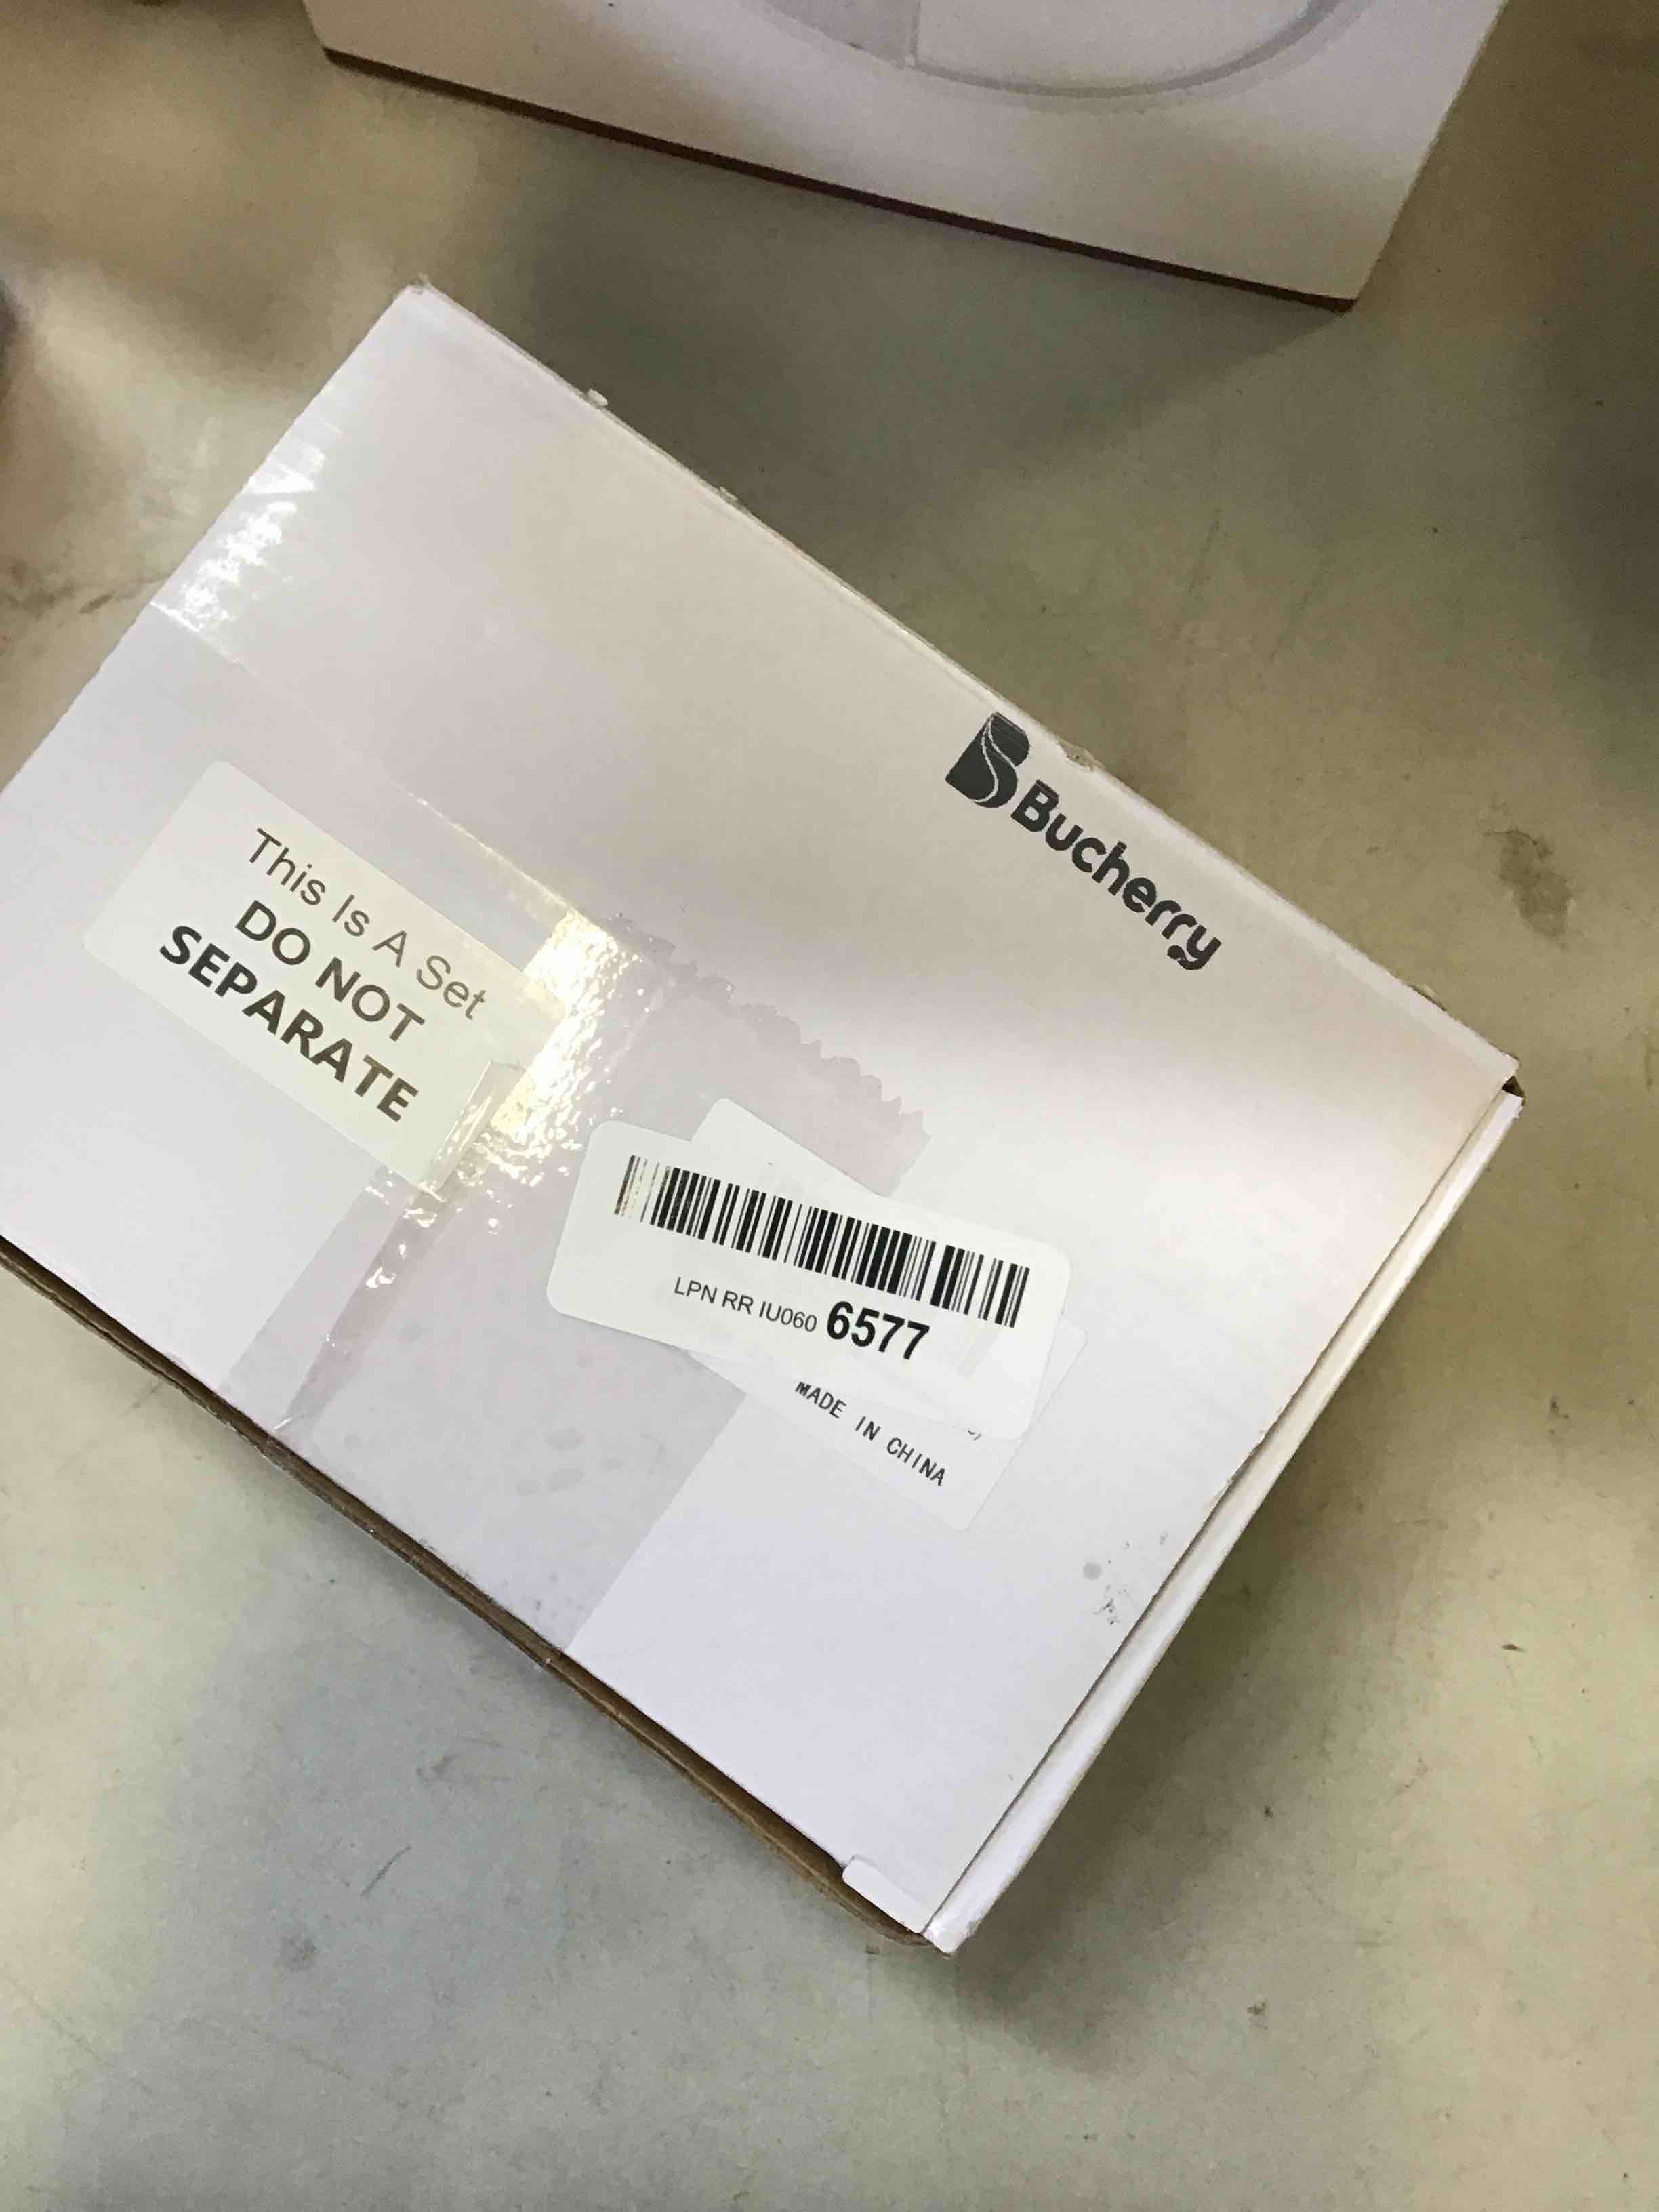 Bucherry
This Is A Set
DO NOT
SEPARATE
LPN RR IU060 6577
MADE IN CHINA